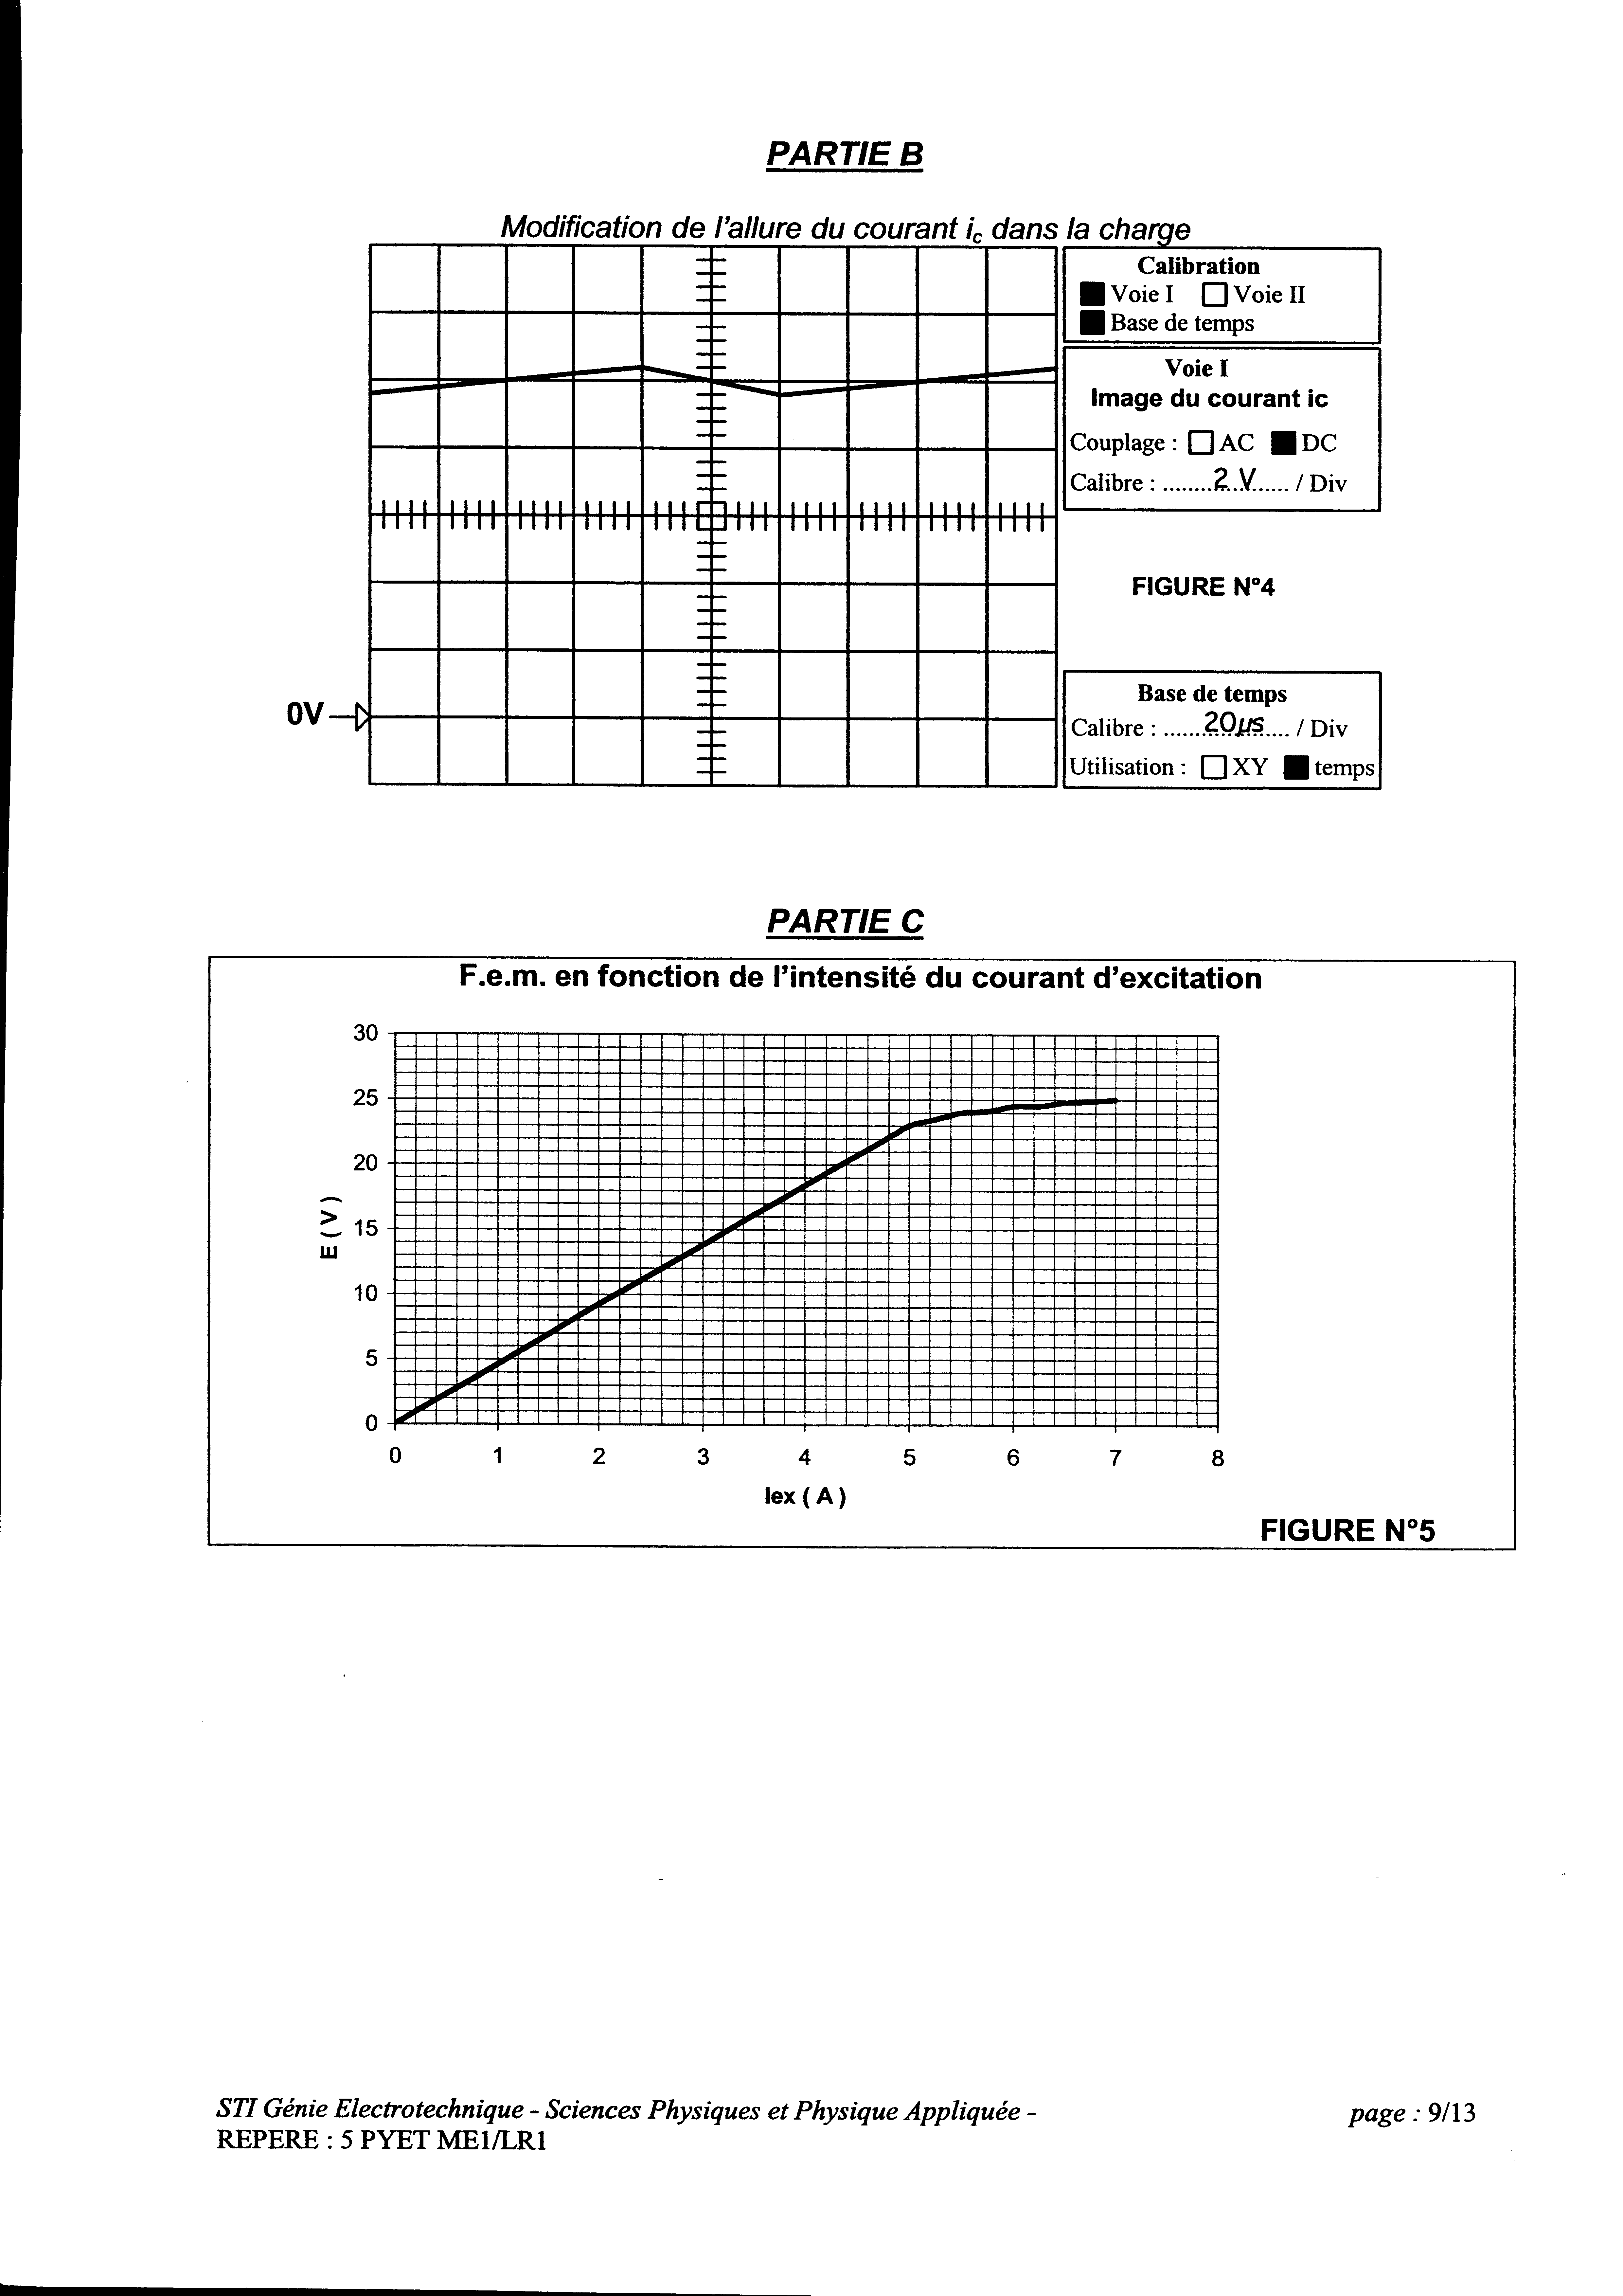 PARTIE B
Modification de l'allure du courant ic dans la charge
Calibration
Voie I Voie II
Base de temps
Voie I
Image du courant ic
Couplage : AC DC
Calibre : ........2 V...... / Div
FIGURE N°4
0V
Base de temps
Calibre : ......20µs.... / Div
Utilisation : XY temps
PARTIE C
F.e.m. en fonction de l'intensité du courant d'excitation
30
25
20
15
10
5
0
E ( V )
0 1 2 3 4 5 6 7 8
Iex ( A )
FIGURE N°5
STI Génie Electrotechnique - Sciences Physiques et Physique Appliquée -
page : 9/13
REPERE : 5 PYET ME1/LR1